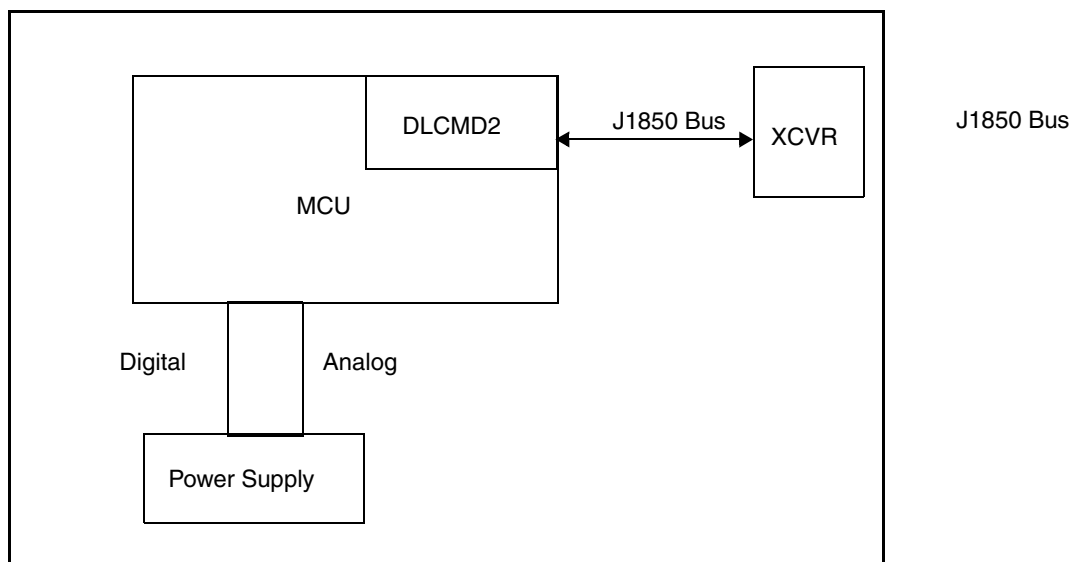 DLCMD2
J1850 Bus
XCVR
J1850 Bus
MCU
Digital
Analog
Power Supply